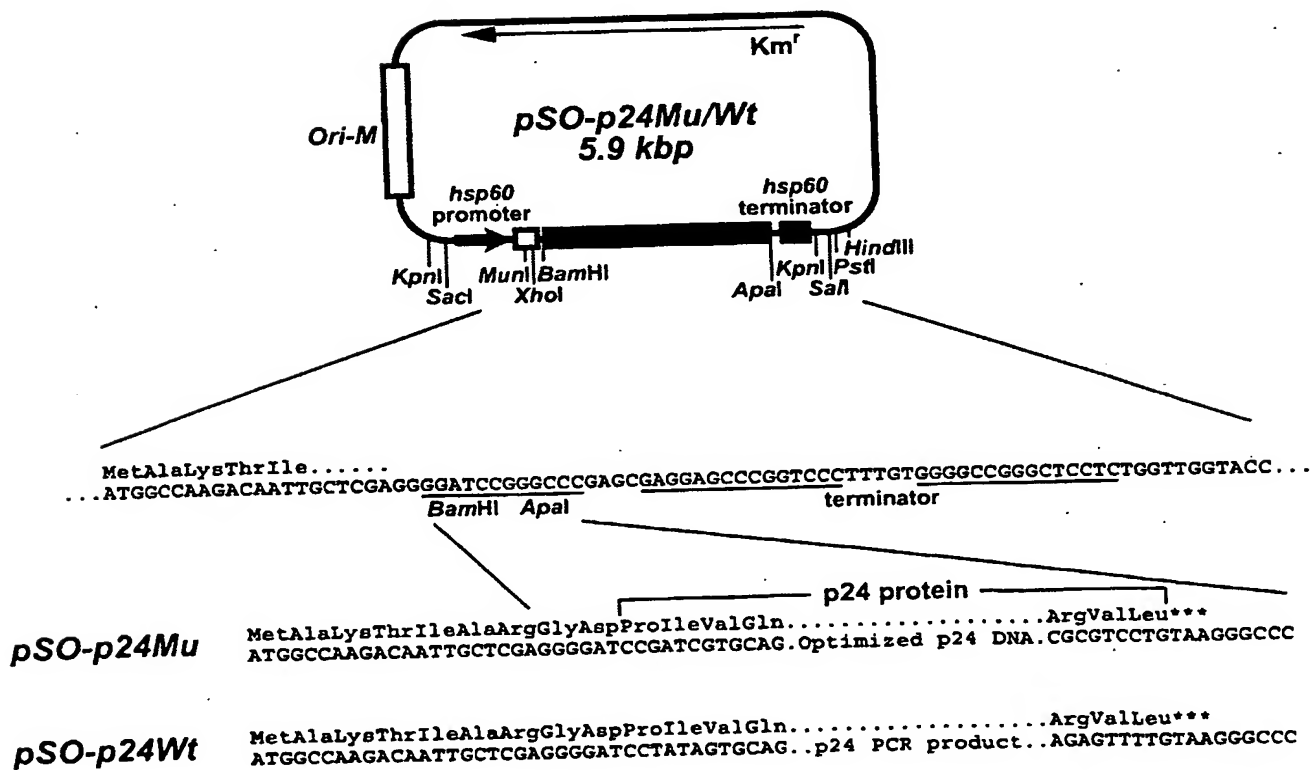 Kmr
pSO-p24Mu/Wt
5.9 kbp
Ori-M
hsp60
promoter
hsp60
terminator
KpnI
SacI
MunI
XhoI
BamHI
ApaI
KpnI
SalI
PstI
HindIII
MetAlaLysThrIle......
...ATGGCCAAGACAATTGCTCGAGGGGATCCGGGCCCGAGCGAGGAGCCCGGTCCCTTTGTGGGGCCGGGCTCCTCTGGTTGGTACC...
BamHI ApaI
terminator
p24 protein
pSO-p24Mu
MetAlaLysThrIleAlaArgGlyAspProIleValGln....................ArgValLeu***
ATGGCCAAGACAATTGCTCGAGGGGATCCGATCGTGCAG.Optimized p24 DNA.CGCGTCCTGTAAGGGCCC
pSO-p24Wt
MetAlaLysThrIleAlaArgGlyAspProIleValGln....................ArgValLeu***
ATGGCCAAGACAATTGCTCGAGGGGATCCTATAGTGCAG..p24 PCR product..AGAGTTTTGTAAGGGCCC